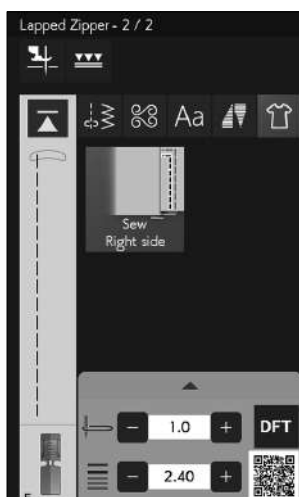 Lapped Zipper - 2 / 2
Aa
Sew
Right side
− 1.0 + DFT
− 2.40 +